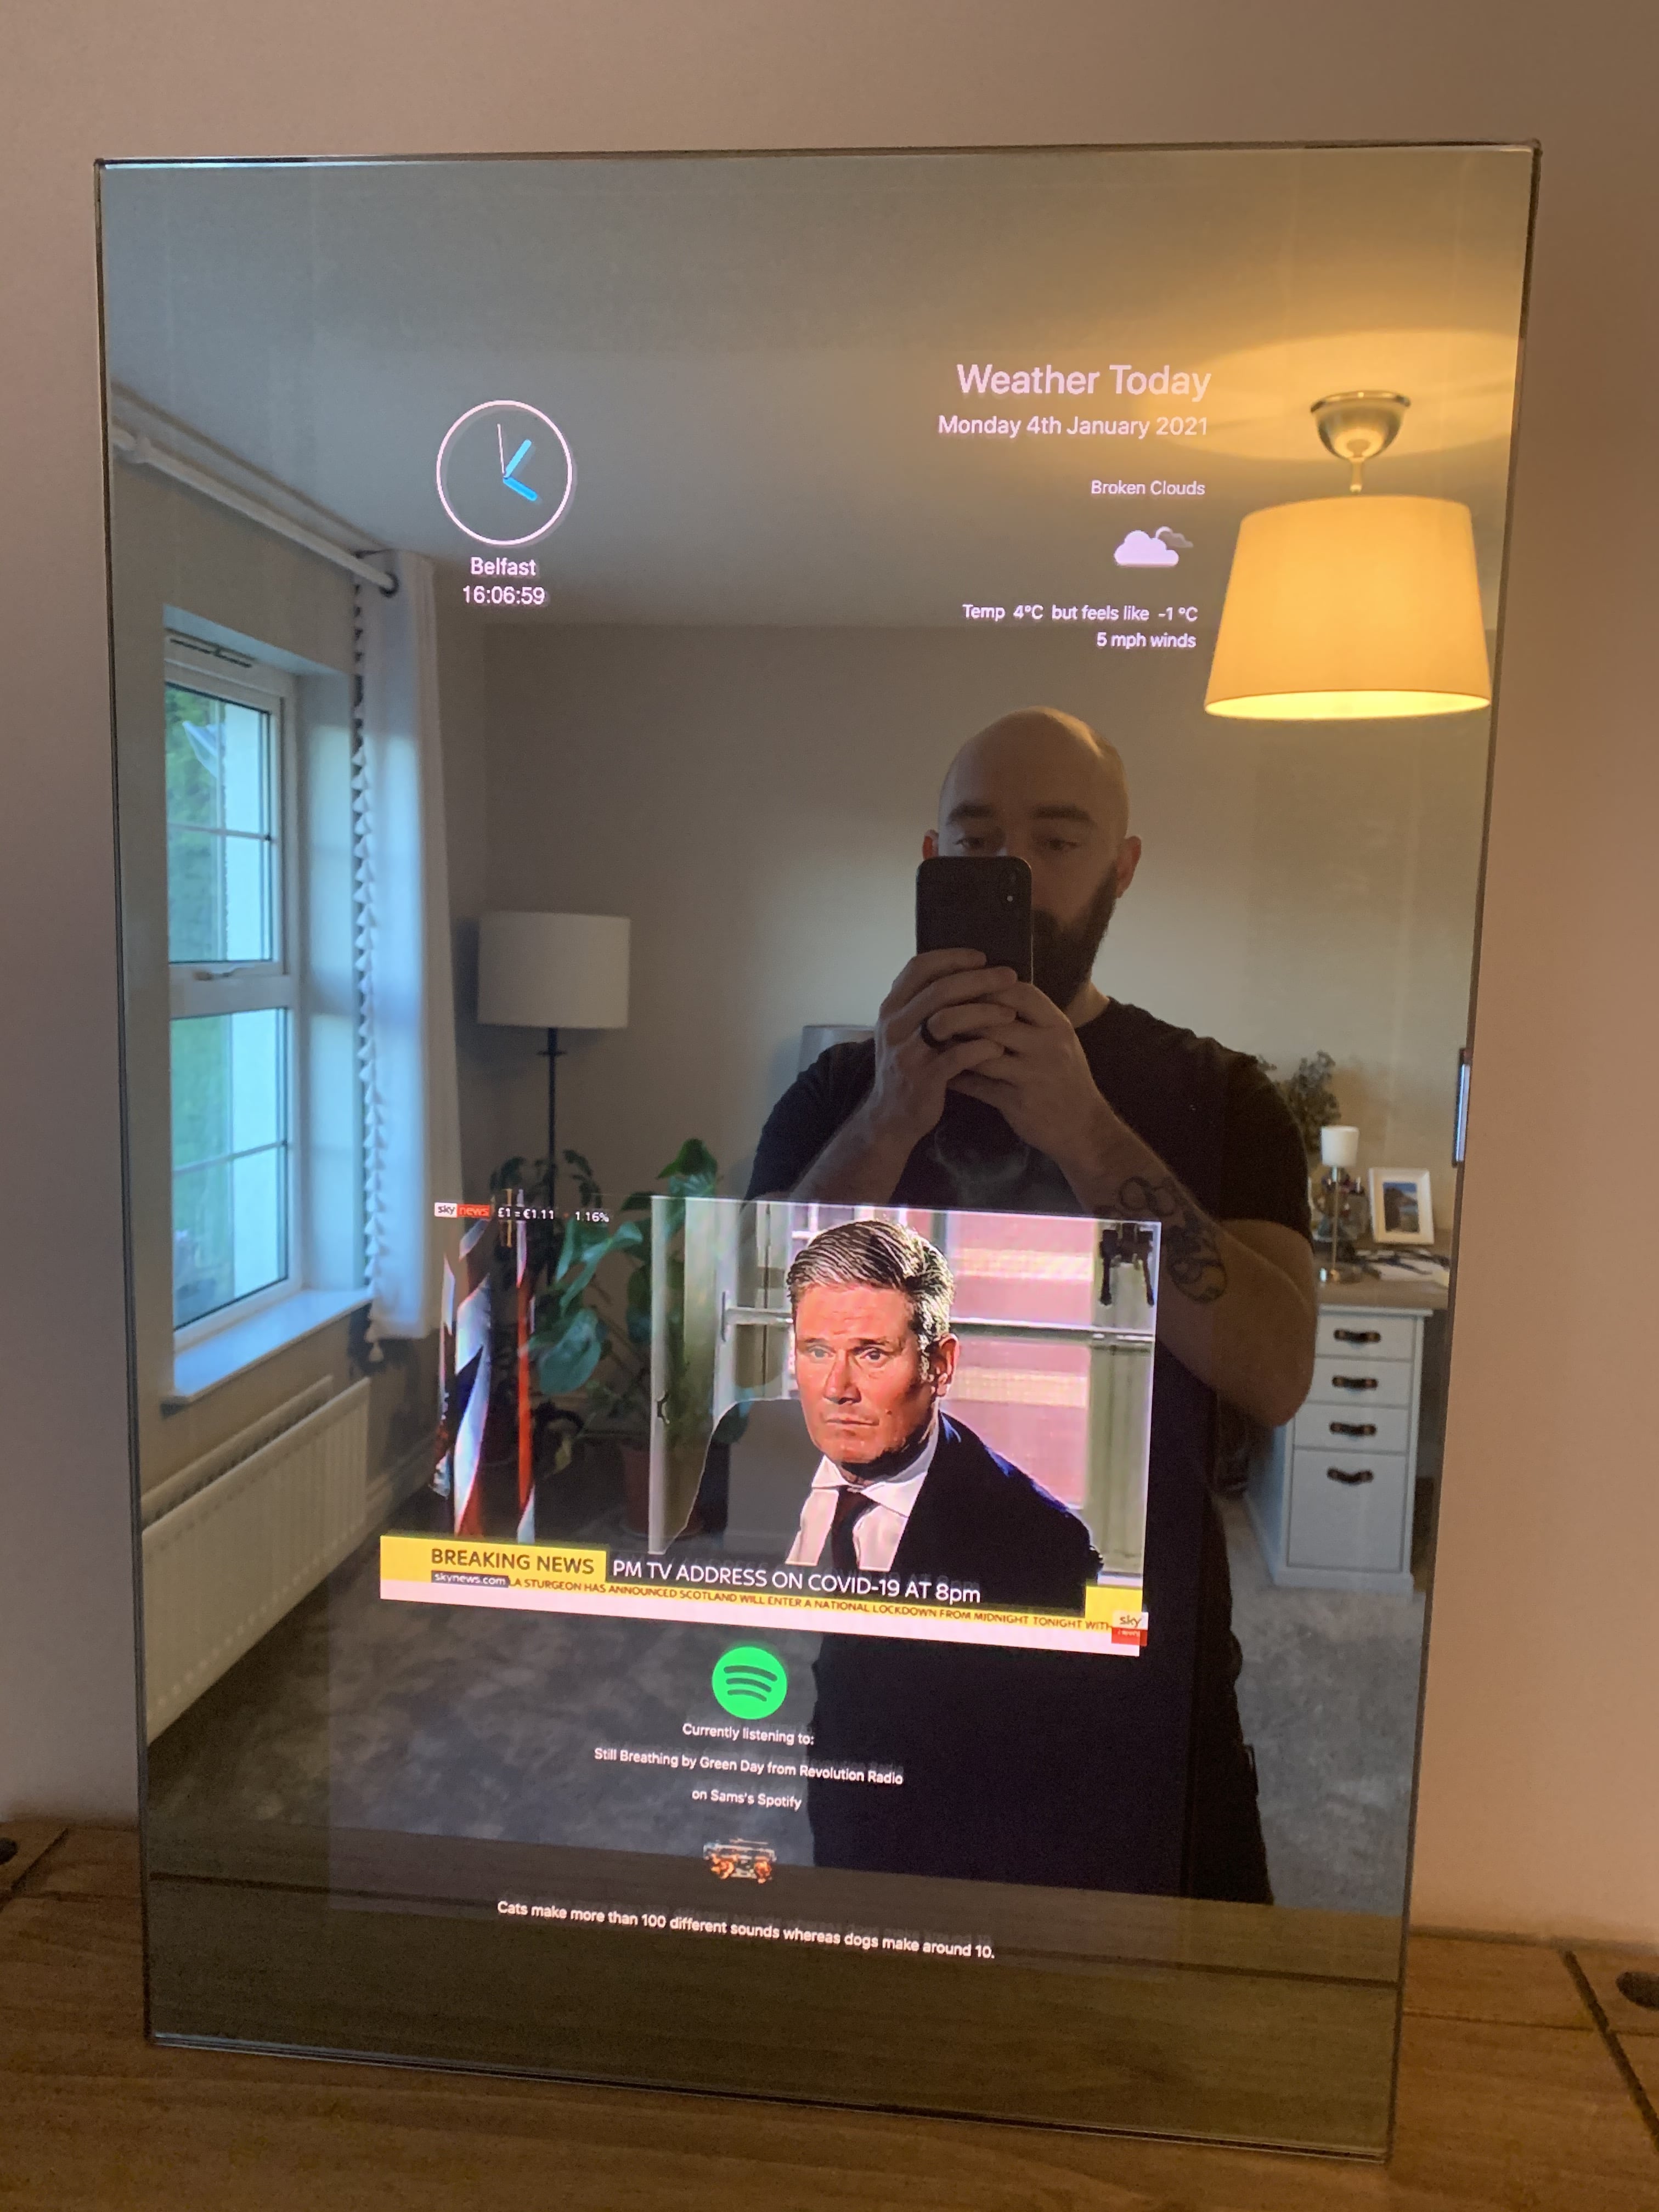 Weather Today
Monday 4th January 2021
Broken Clouds
Belfast
16:06:59
Temp 4°C but feels like -1 °C
5 mph winds
sky news £1 = €1.11 1.16%
BREAKING NEWS PM TV ADDRESS ON COVID-19 AT 8pm
skynews.com LA STURGEON HAS ANNOUNCED SCOTLAND WILL ENTER A NATIONAL LOCKDOWN FROM MIDNIGHT TONIGHT WITH
sky news
Currently listening to:
Still Breathing by Green Day from Revolution Radio
on Sams's Spotify
Cats make more than 100 different sounds whereas dogs make around 10.